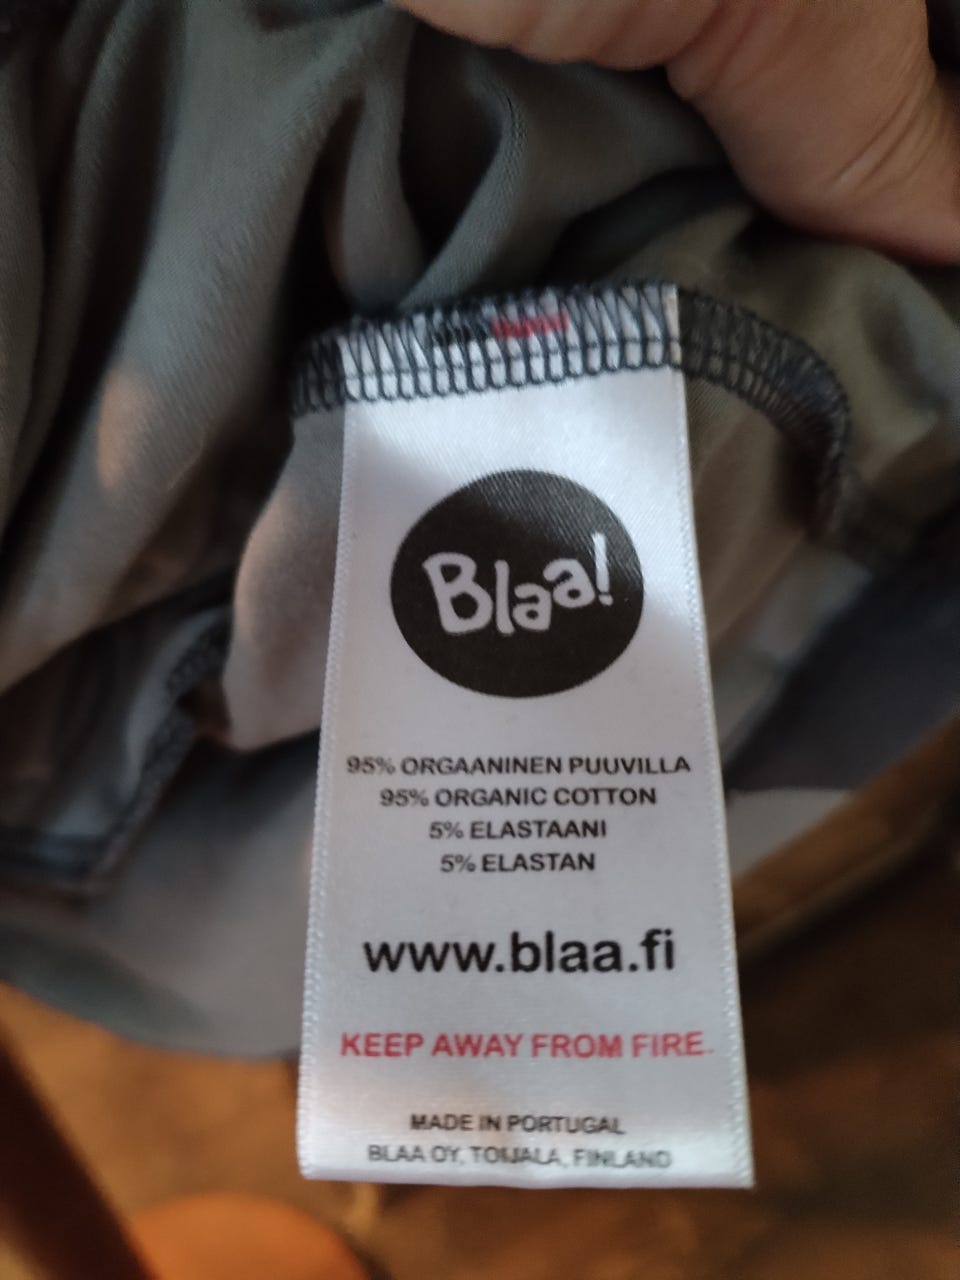 Blaa!
95% ORGAANINEN PUUVILLA
95% ORGANIC COTTON
5% ELASTAANI
5% ELASTAN
www.blaa.fi
KEEP AWAY FROM FIRE.
MADE IN PORTUGAL
BLAA OY, TOIJALA, FINLAND